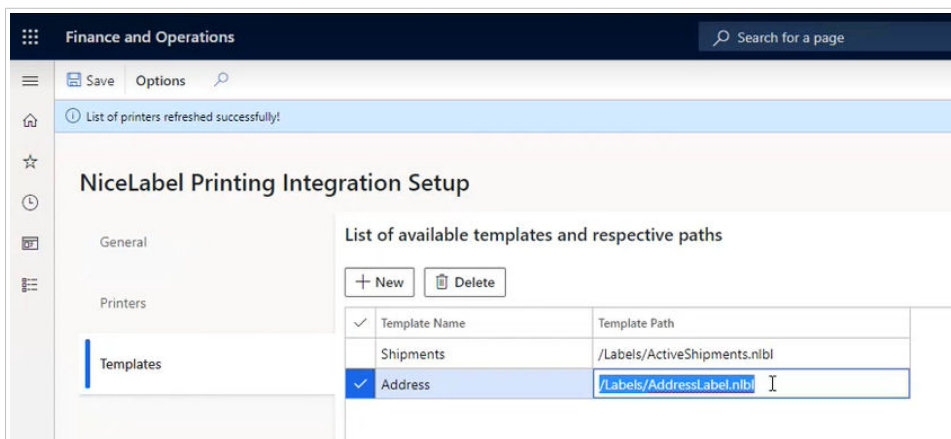 Finance and Operations
Search for a page
Save Options
List of printers refreshed successfully!
NiceLabel Printing Integration Setup
General
Printers
Templates
List of available templates and respective paths
New Delete
Template Name Template Path
Shipments /Labels/ActiveShipments.nlbl
Address /Labels/AddressLabel.nlbl